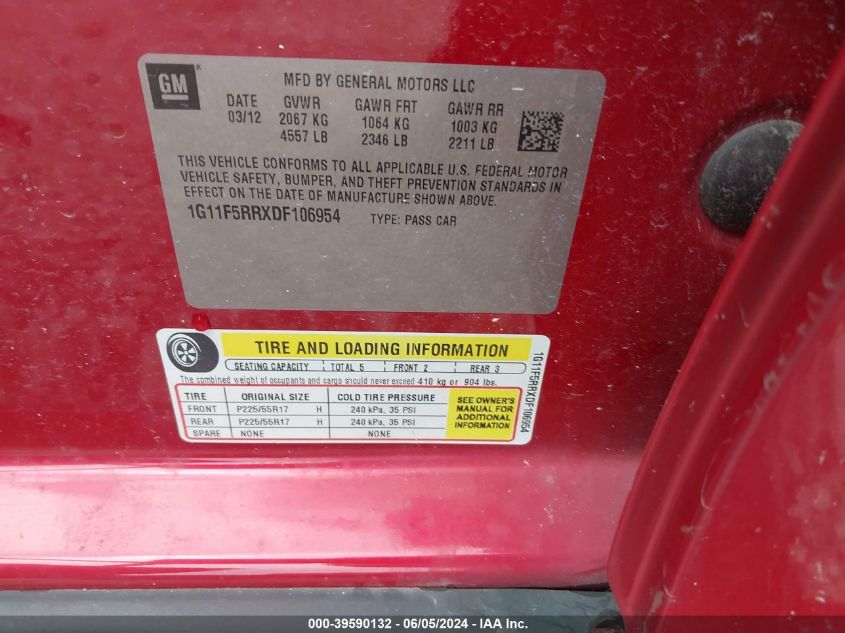 GM ®
MFD BY GENERAL MOTORS LLC
DATE GVWR GAWR FRT GAWR RR
03/12 2067 KG 1064 KG 1003 KG
4557 LB 2346 LB 2211 LB
THIS VEHICLE CONFORMS TO ALL APPLICABLE U.S. FEDERAL MOTOR
VEHICLE SAFETY, BUMPER, AND THEFT PREVENTION STANDARDS IN
EFFECT ON THE DATE OF MANUFACTURE SHOWN ABOVE.
1G11F5RRXDF106954 TYPE: PASS CAR
TIRE AND LOADING INFORMATION
SEATING CAPACITY TOTAL 5 FRONT 2 REAR 3
The combined weight of occupants and cargo should never exceed 410 kg or 904 lbs.
TIRE ORIGINAL SIZE COLD TIRE PRESSURE
FRONT P225/55R17 H 240 kPa, 35 PSI
REAR P225/55R17 H 240 kPa, 35 PSI
SPARE NONE NONE
SEE OWNER'S
MANUAL FOR
ADDITIONAL
INFORMATION
1G11F5RRXDF106954
000-39590132 - 06/05/2024 - IAAI - Copart Inc.